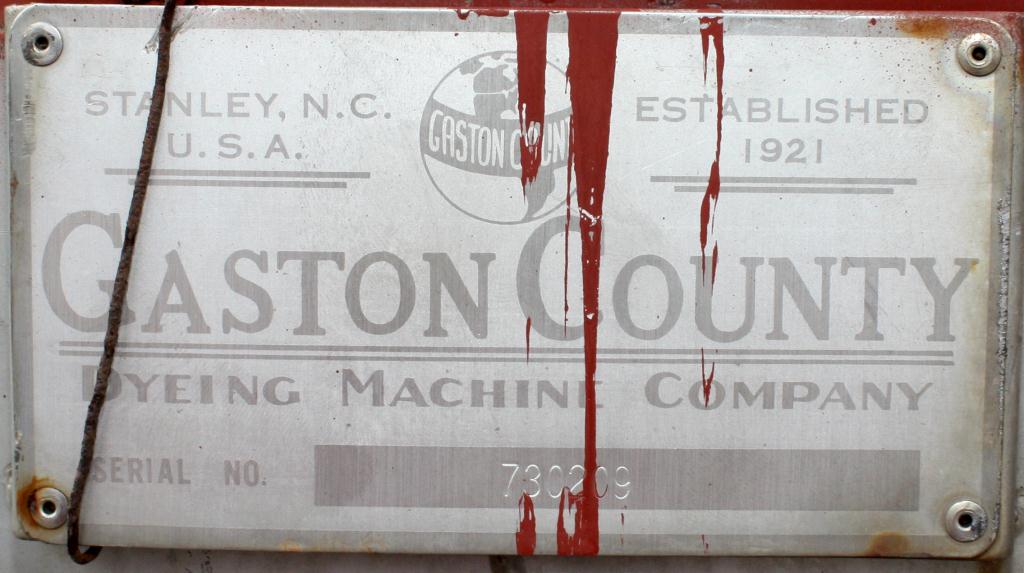 STANLEY, N.C.
U.S.A.
GASTON COUNTY
ESTABLISHED
1921
GASTON COUNTY
DYEING MACHINE COMPANY
SERIAL NO. 730209